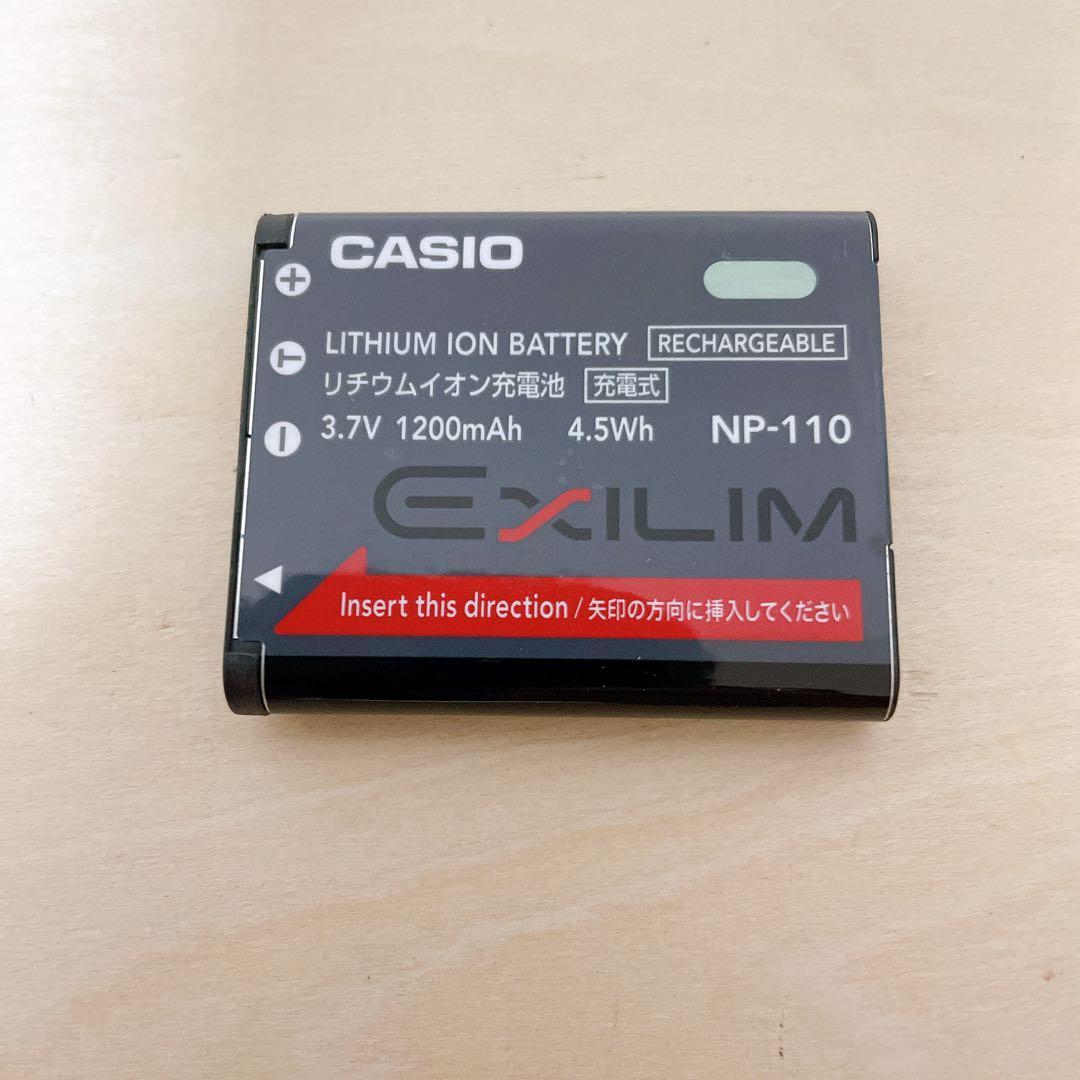 CASIO
LITHIUM ION BATTERY RECHARGEABLE
リチウムイオン充電池 充電式
3.7V 1200mAh 4.5Wh NP-110
EXILIM
Insert this direction / 矢印の方向に挿入してください
+
T
−